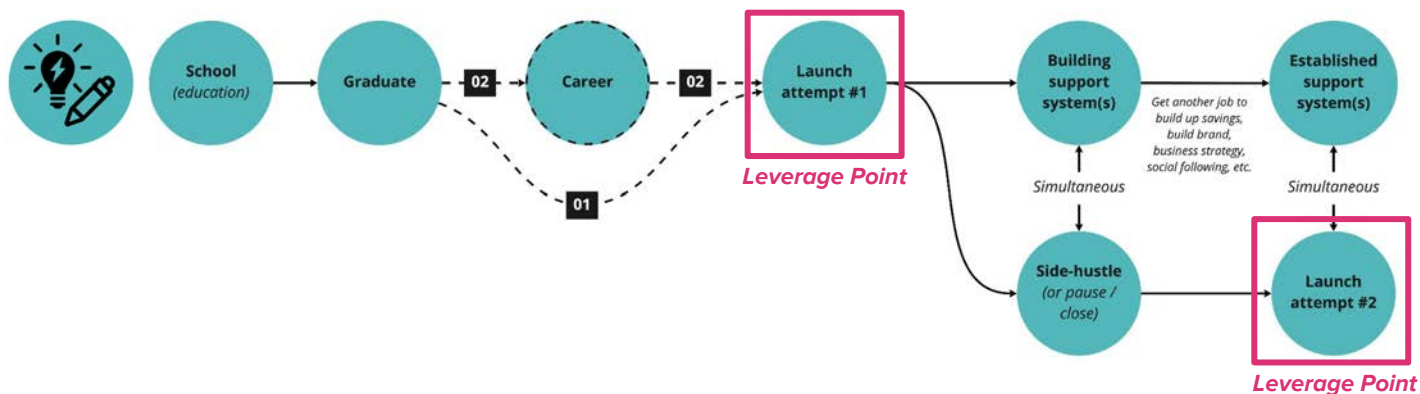 School
(education)
Graduate
02
Career
02
01
Launch
attempt #1
Leverage Point
Building
support
system(s)
Get another job to
build up savings,
build brand,
business strategy,
social following, etc.
Established
support
system(s)
Simultaneous
Simultaneous
Side-hustle
(or pause /
close)
Launch
attempt #2
Leverage Point